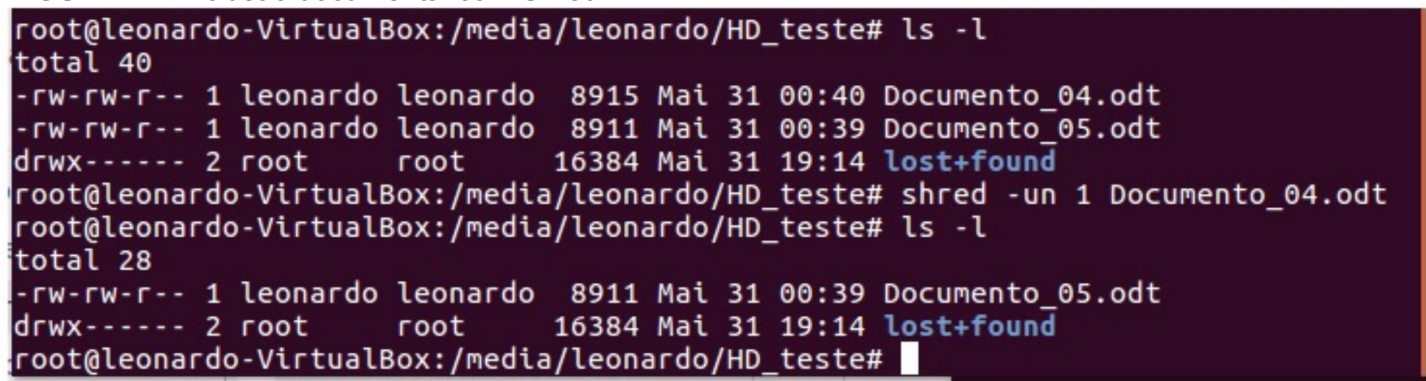 root@leonardo-VirtualBox:/media/leonardo/HD_teste# ls -l
total 40
-rw-rw-r-- 1 leonardo leonardo  8915 Mai 31 00:40 Documento_04.odt
-rw-rw-r-- 1 leonardo leonardo  8911 Mai 31 00:39 Documento_05.odt
drwx------ 2 root     root     16384 Mai 31 19:14 lost+found
root@leonardo-VirtualBox:/media/leonardo/HD_teste# shred -un 1 Documento_04.odt
root@leonardo-VirtualBox:/media/leonardo/HD_teste# ls -l
total 28
-rw-rw-r-- 1 leonardo leonardo  8911 Mai 31 00:39 Documento_05.odt
drwx------ 2 root     root     16384 Mai 31 19:14 lost+found
root@leonardo-VirtualBox:/media/leonardo/HD_teste#